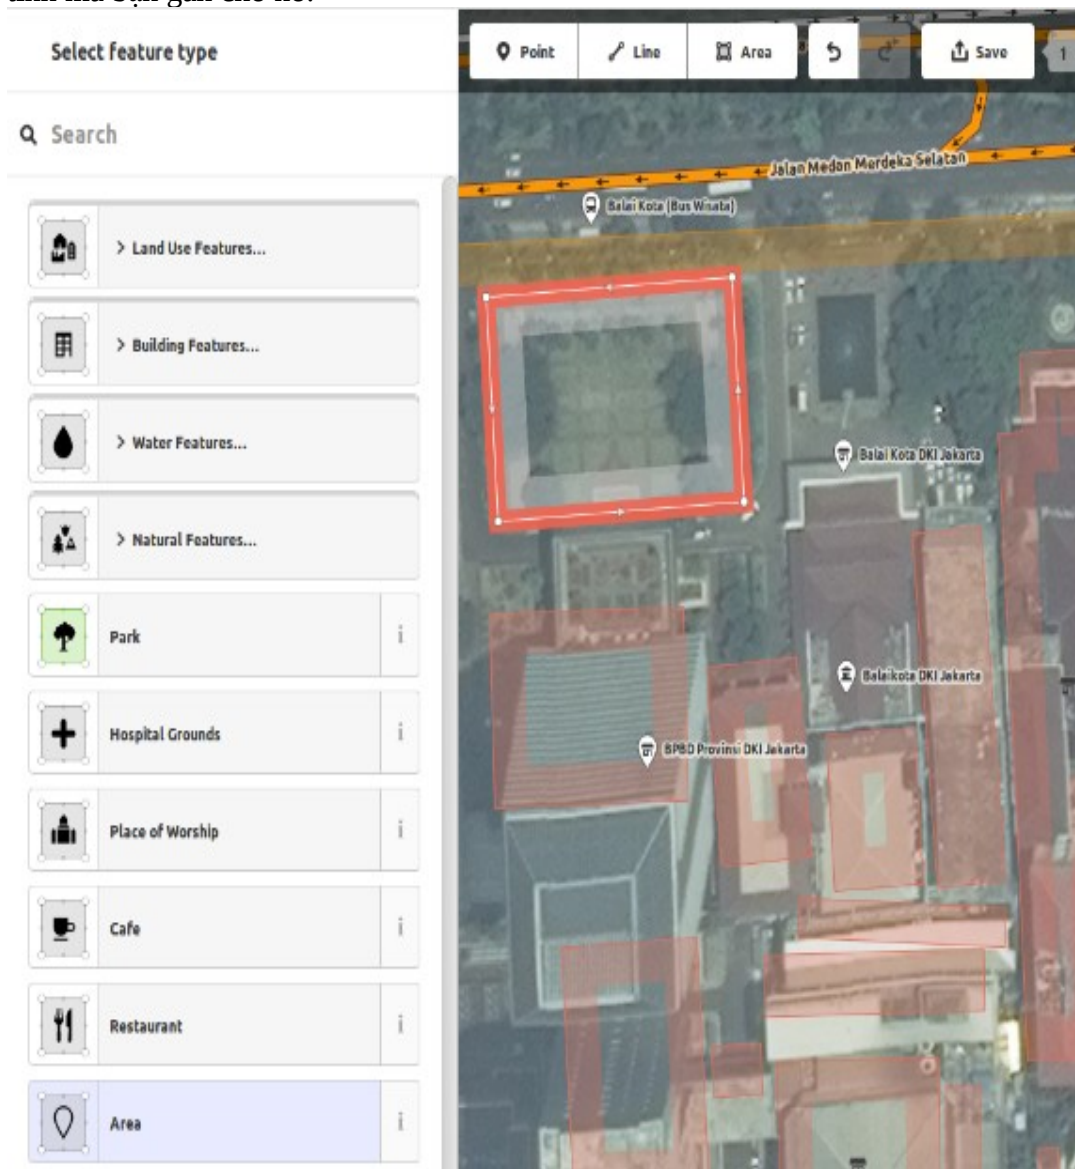 Select feature type
Point
Line
Area
Save
1
Search
Land Use Features...
Building Features...
Water Features...
Natural Features...
Park
Hospital Grounds
Place of Worship
Cafe
Restaurant
Area
Jalan Medan Merdeka Selatan
Balai Kota (Bus Wisata)
Balai Kota DKI Jakarta
Balaikota DKI Jakarta
BPBD Provinsi DKI Jakarta